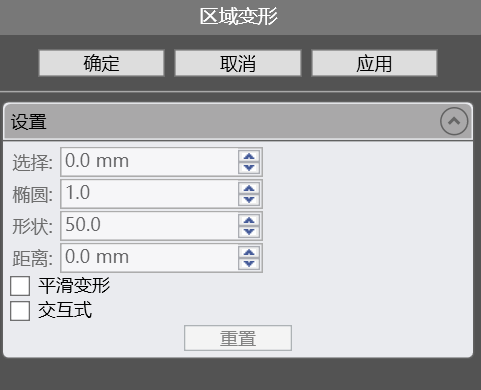 区域变形
确定 取消 应用
设置
选择: 0.0 mm
椭圆: 1.0
形状: 50.0
距离: 0.0 mm
平滑变形
交互式
重置